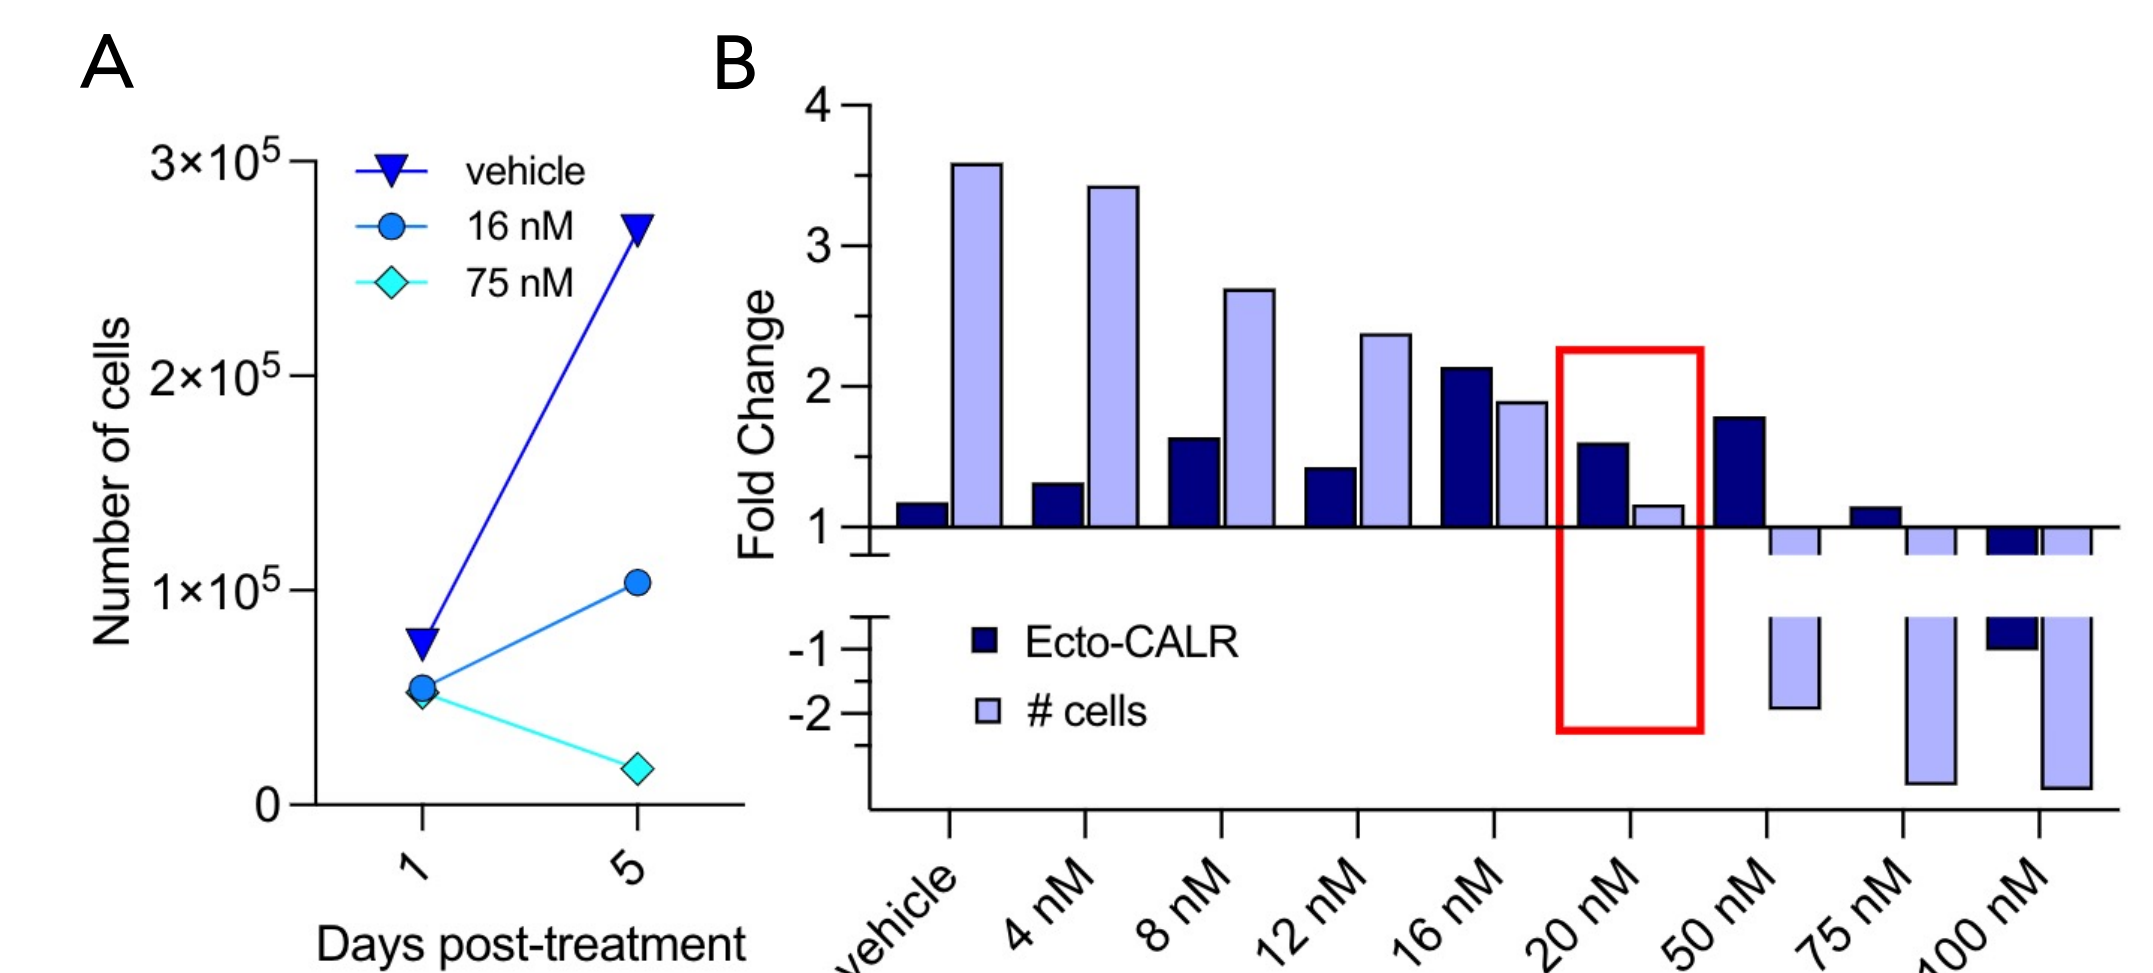 A
B
3×10⁵
2×10⁵
1×10⁵
0
Number of cells
vehicle
16 nM
75 nM
1
5
Days post-treatment
4
3
2
1
-1
-2
Fold Change
Ecto-CALR
# cells
vehicle
4 nM
8 nM
12 nM
16 nM
20 nM
50 nM
75 nM
100 nM